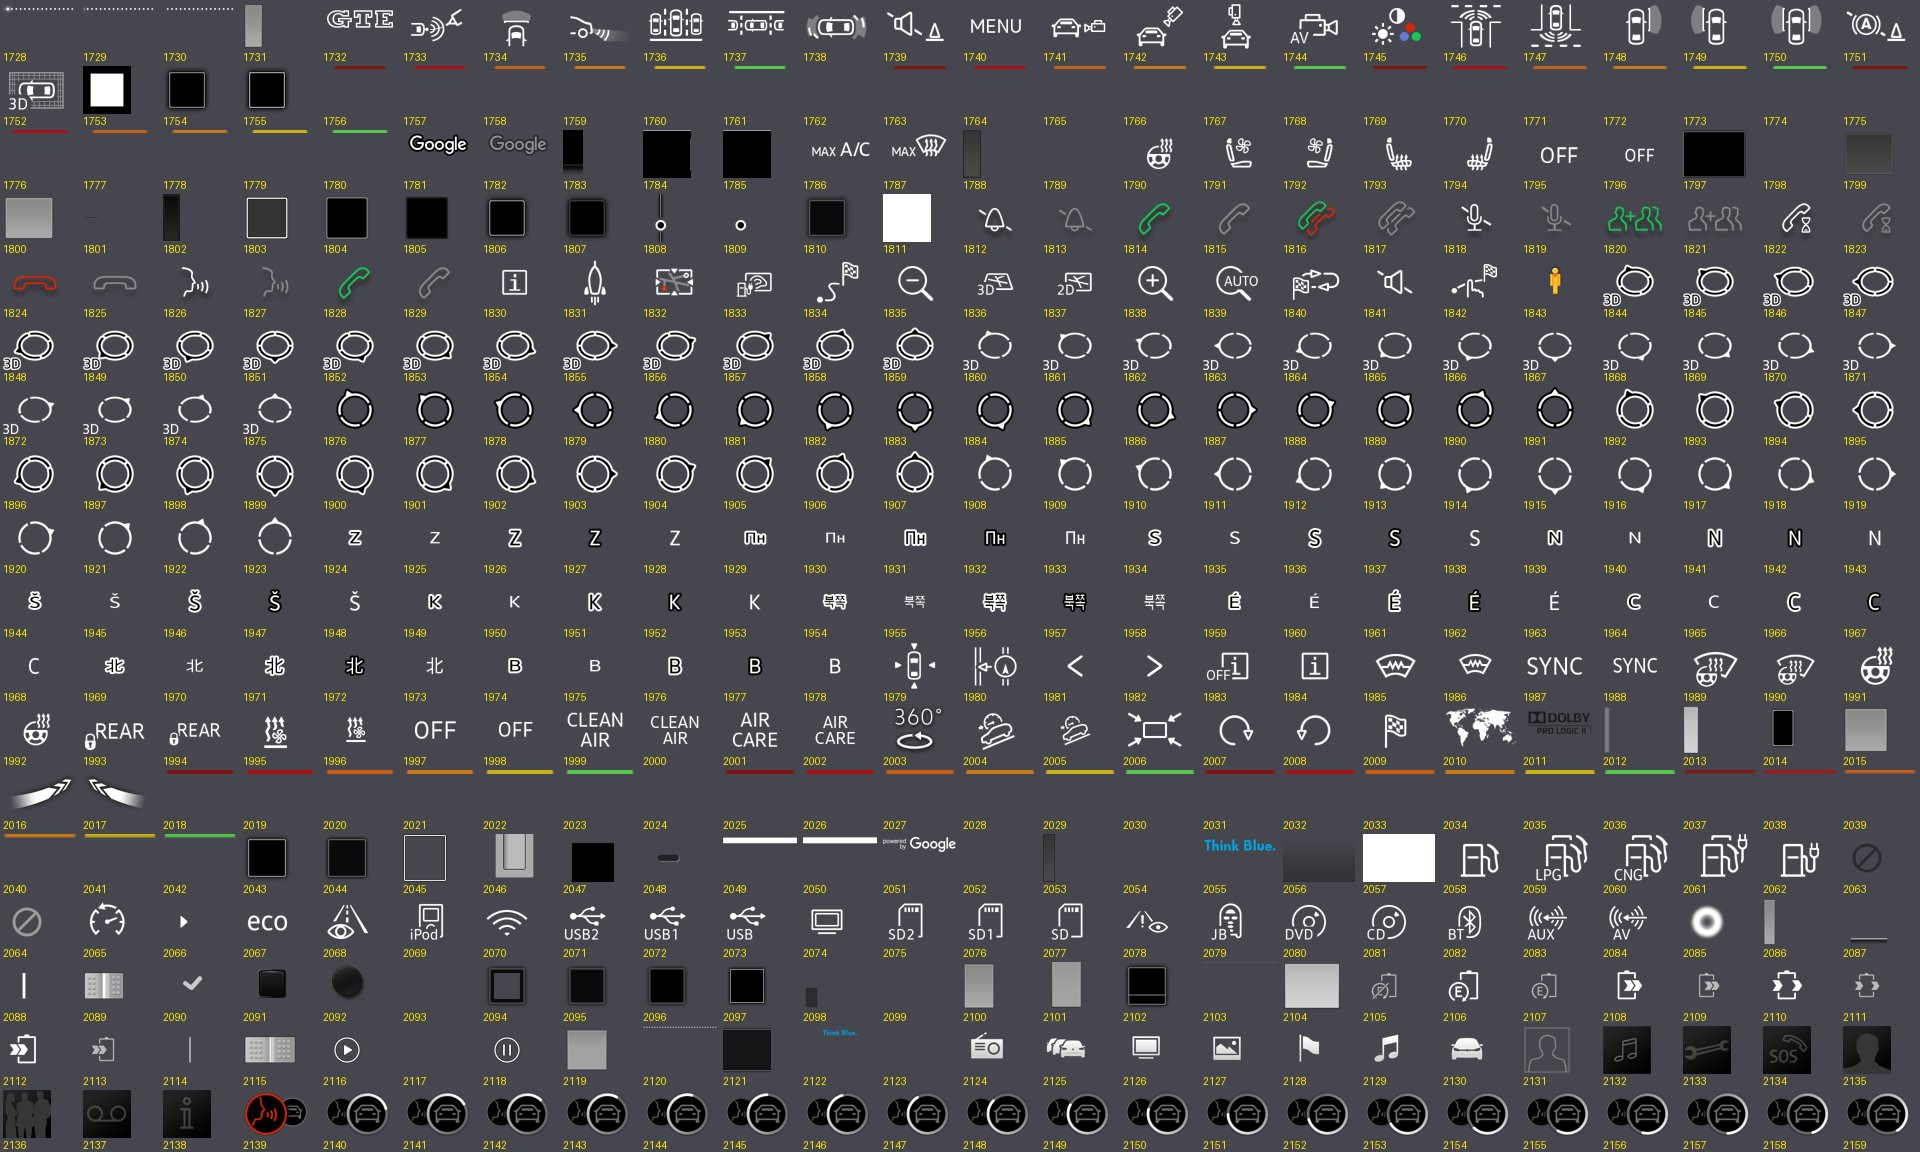 GTE MENU AV A
1728 1729 1730 1731 1732 1733 1734 1735 1736 1737 1738 1739 1740 1741 1742 1743 1744 1745 1746 1747 1748 1749 1750 1751
3D
1752 1753 1754 1755 1756 1757 1758 1759 1760 1761 1762 1763 1764 1765 1766 1767 1768 1769 1770 1771 1772 1773 1774 1775
Google Google MAX A/C MAX OFF OFF
1776 1777 1778 1779 1780 1781 1782 1783 1784 1785 1786 1787 1788 1789 1790 1791 1792 1793 1794 1795 1796 1797 1798 1799
1800 1801 1802 1803 1804 1805 1806 1807 1808 1809 1810 1811 1812 1813 1814 1815 1816 1817 1818 1819 1820 1821 1822 1823
i 3D 2D AUTO 3D 3D 3D 3D
1824 1825 1826 1827 1828 1829 1830 1831 1832 1833 1834 1835 1836 1837 1838 1839 1840 1841 1842 1843 1844 1845 1846 1847
3D 3D 3D 3D 3D 3D 3D 3D 3D 3D 3D 3D 3D 3D 3D 3D 3D 3D 3D 3D 3D 3D 3D 3D
1848 1849 1850 1851 1852 1853 1854 1855 1856 1857 1858 1859 1860 1861 1862 1863 1864 1865 1866 1867 1868 1869 1870 1871
3D 3D 3D 3D
1872 1873 1874 1875 1876 1877 1878 1879 1880 1881 1882 1883 1884 1885 1886 1887 1888 1889 1890 1891 1892 1893 1894 1895
1896 1897 1898 1899 1900 1901 1902 1903 1904 1905 1906 1907 1908 1909 1910 1911 1912 1913 1914 1915 1916 1917 1918 1919
Z Z Z Z Z Пн Пн Пн Пн Пн S S S S S N N N N N
1920 1921 1922 1923 1924 1925 1926 1927 1928 1929 1930 1931 1932 1933 1934 1935 1936 1937 1938 1939 1940 1941 1942 1943
Š Š Š Š Š K K K K K 북쪽 북쪽 북쪽 북쪽 북쪽 É É É É É C C C C
1944 1945 1946 1947 1948 1949 1950 1951 1952 1953 1954 1955 1956 1957 1958 1959 1960 1961 1962 1963 1964 1965 1966 1967
C 北 北 北 北 北 B B B B B < > OFF i i SYNC SYNC
1968 1969 1970 1971 1972 1973 1974 1975 1976 1977 1978 1979 1980 1981 1982 1983 1984 1985 1986 1987 1988 1989 1990 1991
REAR REAR OFF OFF CLEAN AIR CLEAN AIR AIR CARE AIR CARE 360° DOLBY PRO LOGIC II
1992 1993 1994 1995 1996 1997 1998 1999 2000 2001 2002 2003 2004 2005 2006 2007 2008 2009 2010 2011 2012 2013 2014 2015
2016 2017 2018 2019 2020 2021 2022 2023 2024 2025 2026 2027 2028 2029 2030 2031 2032 2033 2034 2035 2036 2037 2038 2039
powered by Google Think Blue. LPG CNG
2040 2041 2042 2043 2044 2045 2046 2047 2048 2049 2050 2051 2052 2053 2054 2055 2056 2057 2058 2059 2060 2061 2062 2063
eco iPod USB2 USB1 USB SD2 SD1 SD JB DVD CD BT AUX AV
2064 2065 2066 2067 2068 2069 2070 2071 2072 2073 2074 2075 2076 2077 2078 2079 2080 2081 2082 2083 2084 2085 2086 2087
E E E
2088 2089 2090 2091 2092 2093 2094 2095 2096 2097 2098 2099 2100 2101 2102 2103 2104 2105 2106 2107 2108 2109 2110 2111
Think Blue. SOS
2112 2113 2114 2115 2116 2117 2118 2119 2120 2121 2122 2123 2124 2125 2126 2127 2128 2129 2130 2131 2132 2133 2134 2135
i
2136 2137 2138 2139 2140 2141 2142 2143 2144 2145 2146 2147 2148 2149 2150 2151 2152 2153 2154 2155 2156 2157 2158 2159